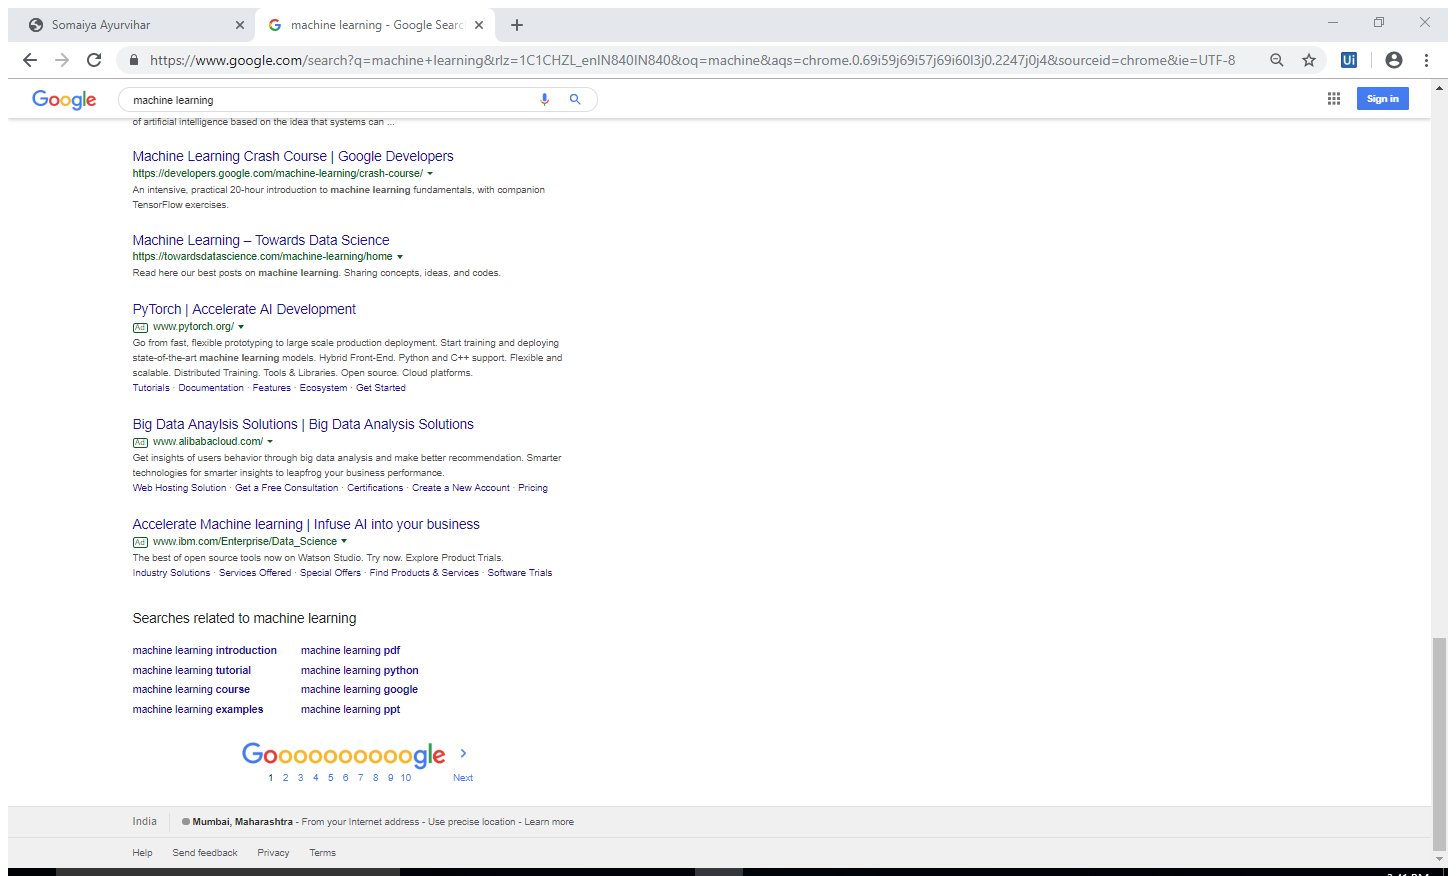 Somaiya Ayurvihar
machine learning - Google Searc
https://www.google.com/search?q=machine+learning&rlz=1C1CHZL_enIN840IN840&oq=machine&aqs=chrome.0.69i59j69i57j69i60l3j0.2247j0j4&sourceid=chrome&ie=UTF-8
Ui
Google
machine learning
Sign in
of artificial intelligence based on the idea that systems can ...
Machine Learning Crash Course | Google Developers
https://developers.google.com/machine-learning/crash-course/
An intensive, practical 20-hour introduction to machine learning fundamentals, with companion
TensorFlow exercises.
Machine Learning – Towards Data Science
https://towardsdatascience.com/machine-learning/home
Read here our best posts on machine learning. Sharing concepts, ideas, and codes.
PyTorch | Accelerate AI Development
Ad www.pytorch.org/
Go from fast, flexible prototyping to large scale production deployment. Start training and deploying
state-of-the-art machine learning models. Hybrid Front-End. Python and C++ support. Flexible and
scalable. Distributed Training. Tools & Libraries. Open source. Cloud platforms.
Tutorials · Documentation · Features · Ecosystem · Get Started
Big Data Anaylsis Solutions | Big Data Analysis Solutions
Ad www.alibabacloud.com/
Get insights of users behavior through big data analysis and make better recommendation. Smarter
technologies for smarter insights to leapfrog your business performance.
Web Hosting Solution · Get a Free Consultation · Certifications · Create a New Account · Pricing
Accelerate Machine learning | Infuse AI into your business
Ad www.ibm.com/Enterprise/Data_Science
The best of open source tools now on Watson Studio. Try now. Explore Product Trials.
Industry Solutions · Services Offered · Special Offers · Find Products & Services · Software Trials
Searches related to machine learning
machine learning introduction machine learning pdf
machine learning tutorial machine learning python
machine learning course machine learning google
machine learning examples machine learning ppt
Goooooooooogle
1 2 3 4 5 6 7 8 9 10 Next
India Mumbai, Maharashtra - From your Internet address - Use precise location - Learn more
Help Send feedback Privacy Terms